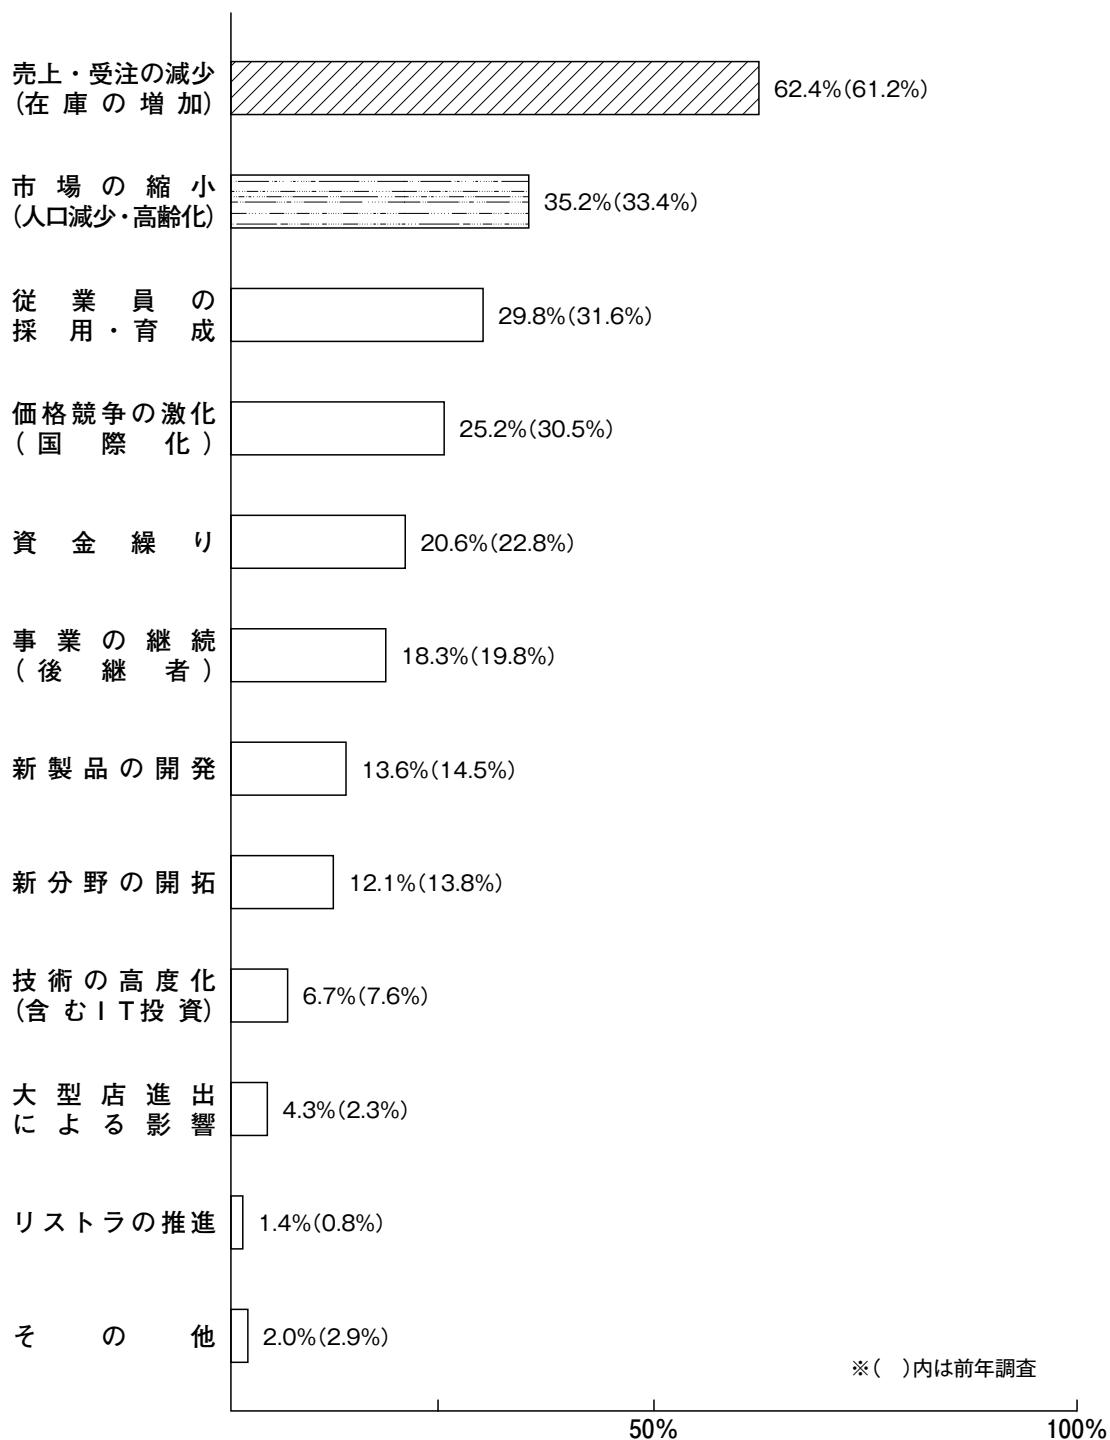 売上・受注の減少
(在庫の増加)
62.4%(61.2%)
市場の縮小
(人口減少・高齢化)
35.2%(33.4%)
従業員の
採用・育成
29.8%(31.6%)
価格競争の激化
(国際化)
25.2%(30.5%)
資金繰り
20.6%(22.8%)
事業の継続
(後継者)
18.3%(19.8%)
新製品の開発
13.6%(14.5%)
新分野の開拓
12.1%(13.8%)
技術の高度化
(含むIT投資)
6.7%(7.6%)
大型店進出
による影響
4.3%(2.3%)
リストラの推進
1.4%(0.8%)
その他
2.0%(2.9%)
※(　)内は前年調査
50%
100%